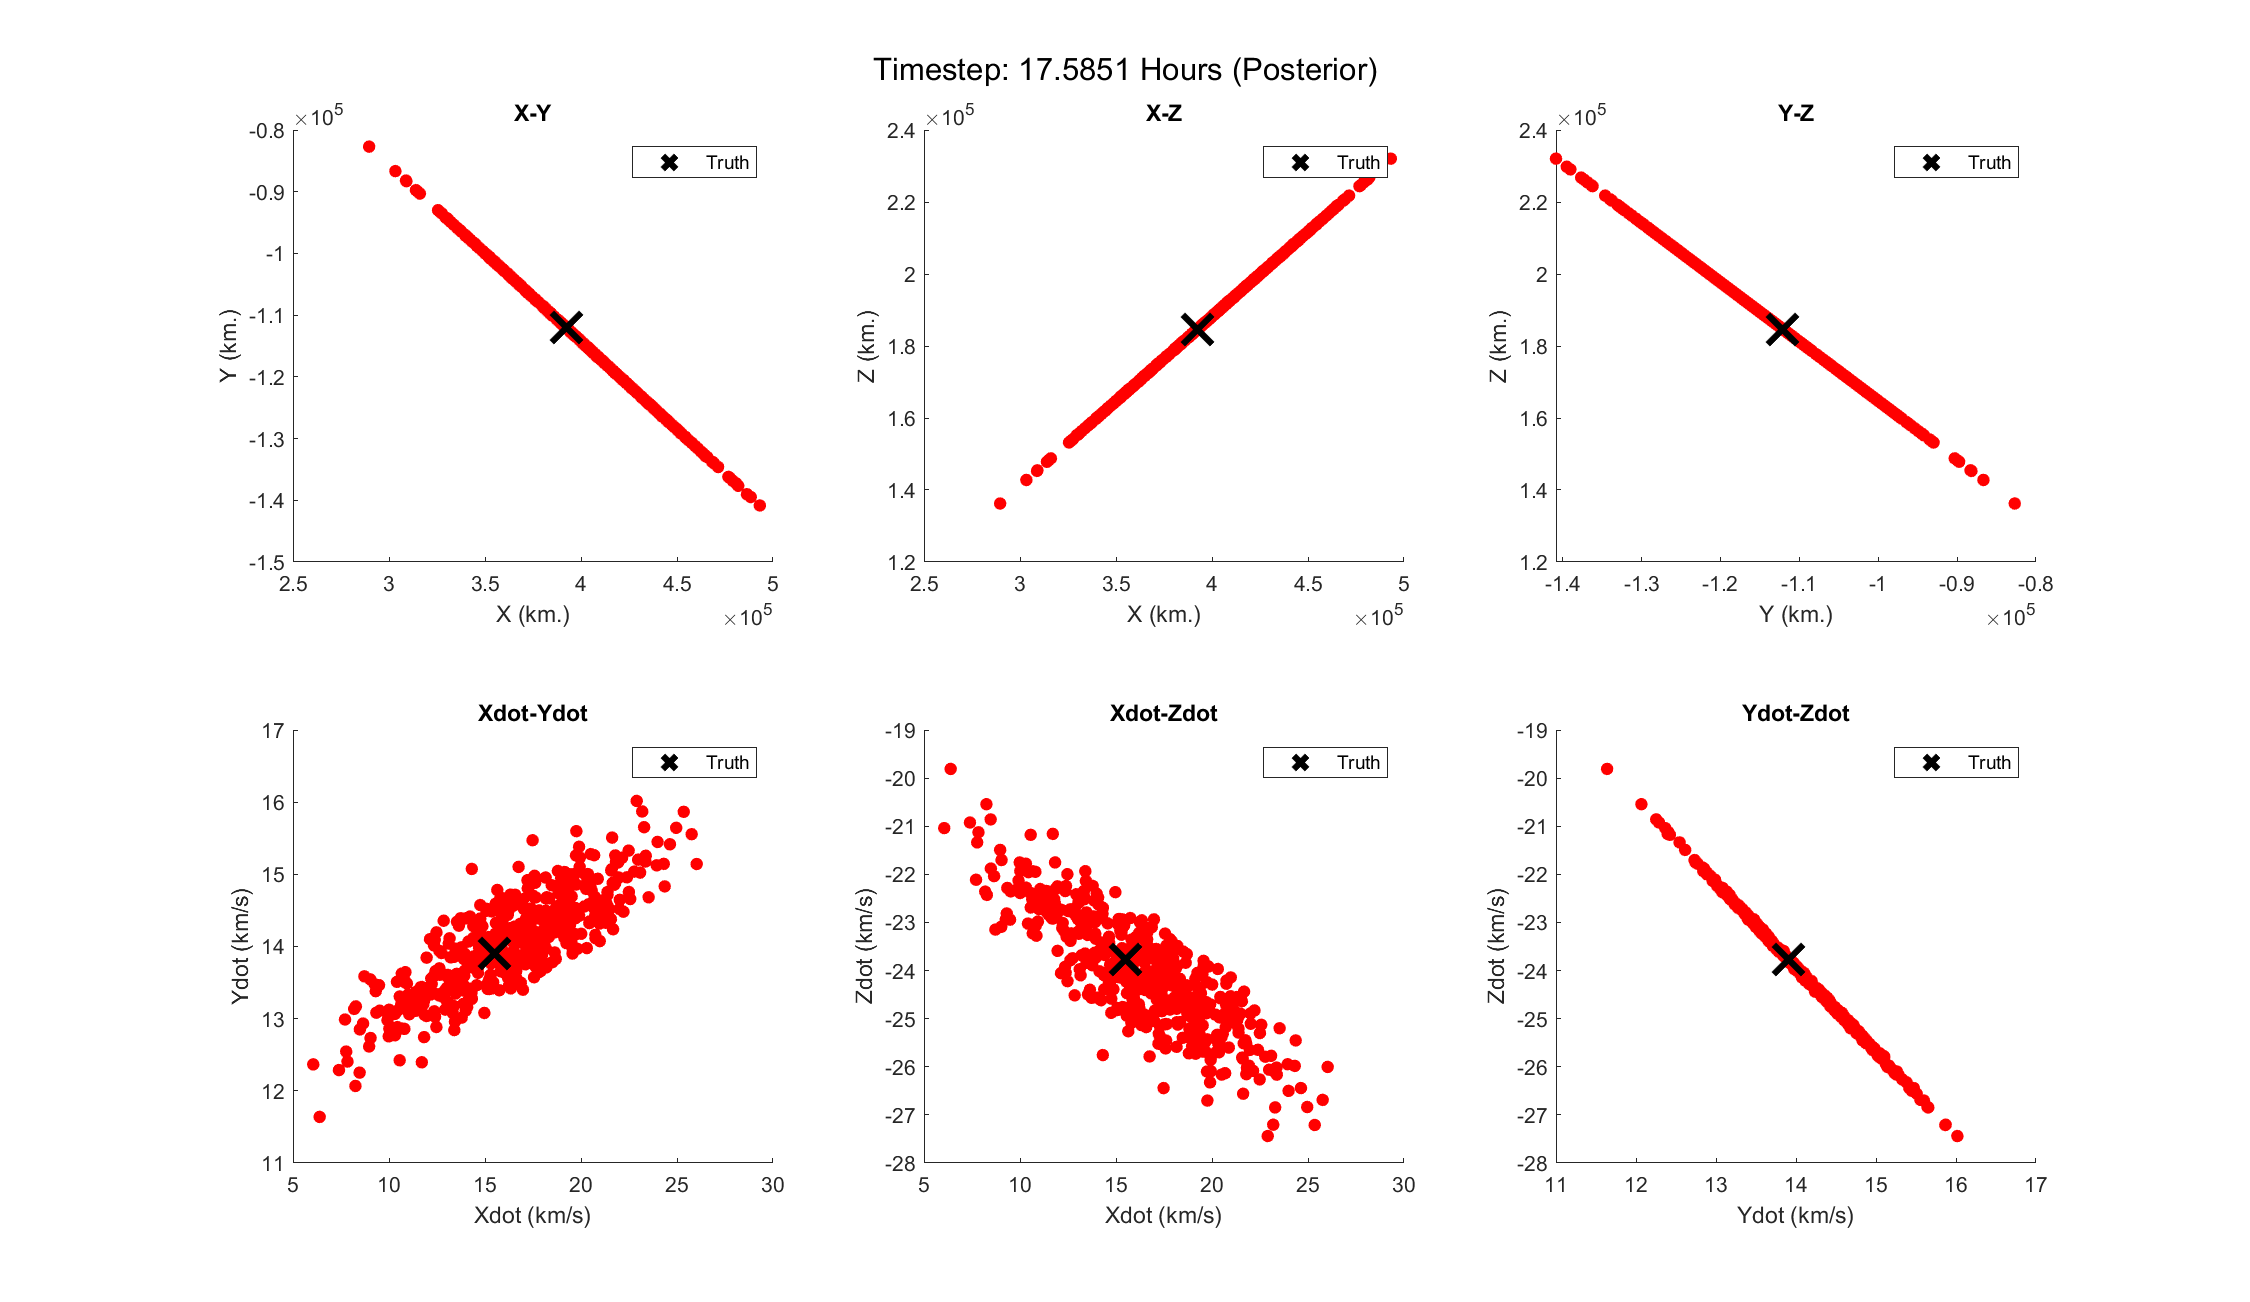 Timestep: 17.5851 Hours (Posterior)
X-Y
×10^5
-0.8
-0.9
-1
-1.1
-1.2
-1.3
-1.4
-1.5
Y (km.)
Truth
2.5 3 3.5 4 4.5 5
X (km.)
×10^5
X-Z
×10^5
2.4
2.2
2
1.8
1.6
1.4
1.2
Z (km.)
Truth
2.5 3 3.5 4 4.5 5
X (km.)
×10^5
Y-Z
×10^5
2.4
2.2
2
1.8
1.6
1.4
1.2
Z (km.)
Truth
-1.4 -1.3 -1.2 -1.1 -1 -0.9 -0.8
Y (km.)
×10^5
Xdot-Ydot
17
16
15
14
13
12
11
Ydot (km/s)
Truth
5 10 15 20 25 30
Xdot (km/s)
Xdot-Zdot
-19
-20
-21
-22
-23
-24
-25
-26
-27
-28
Zdot (km/s)
Truth
5 10 15 20 25 30
Xdot (km/s)
Ydot-Zdot
-19
-20
-21
-22
-23
-24
-25
-26
-27
-28
Zdot (km/s)
Truth
11 12 13 14 15 16 17
Ydot (km/s)